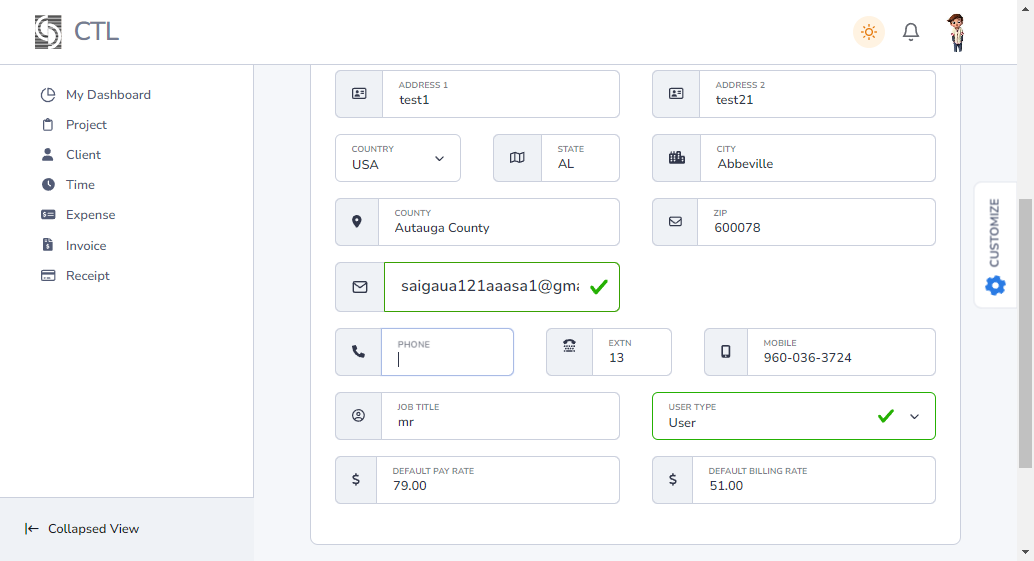 CTL
My Dashboard
Project
Client
Time
Expense
Invoice
Receipt
Collapsed View
ADDRESS 1
test1
ADDRESS 2
test21
COUNTRY
USA
STATE
AL
CITY
Abbeville
COUNTY
Autauga County
ZIP
600078
saigaua121aaasa1@gma
PHONE
EXTN
13
MOBILE
960-036-3724
JOB TITLE
mr
USER TYPE
User
DEFAULT PAY RATE
79.00
DEFAULT BILLING RATE
51.00
CUSTOMIZE